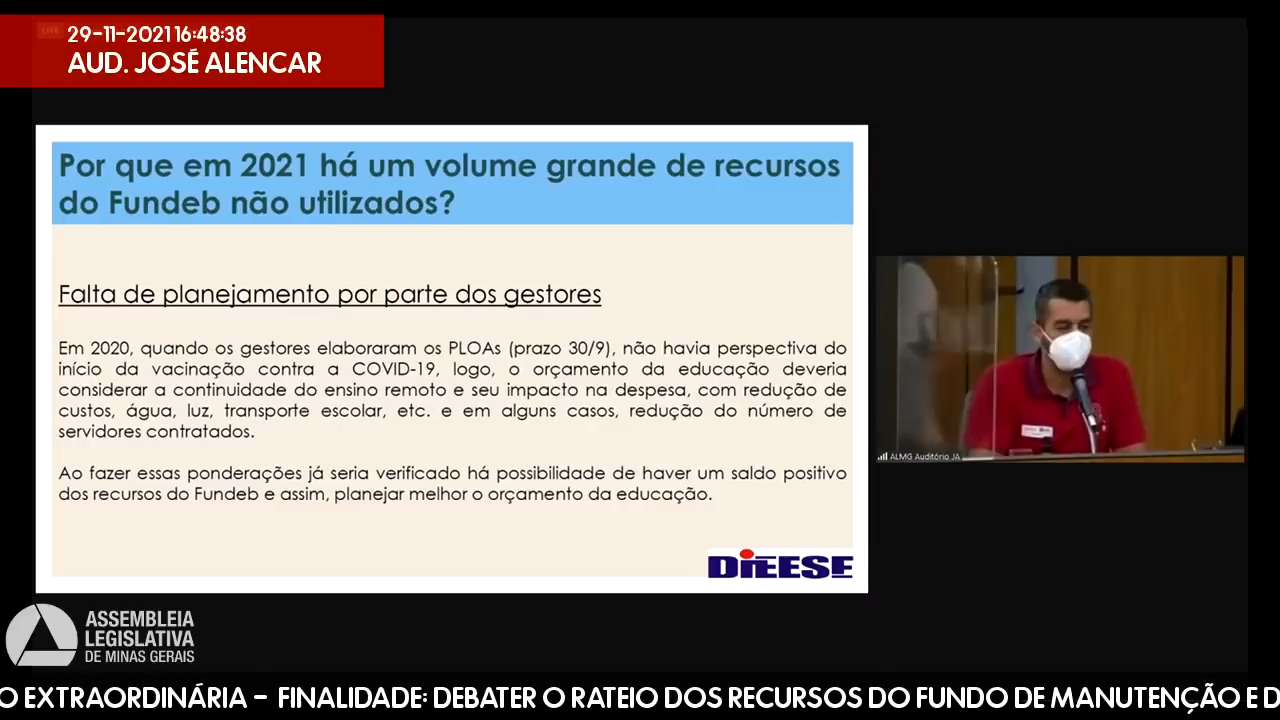 LIVE
29-11-2021 16:48:38
AUD. JOSÉ ALENCAR
Por que em 2021 há um volume grande de recursos
do Fundeb não utilizados?
Falta de planejamento por parte dos gestores
Em 2020, quando os gestores elaboraram os PLOAs (prazo 30/9), não havia perspectiva do
início da vacinação contra a COVID-19, logo, o orçamento da educação deveria
considerar a continuidade do ensino remoto e seu impacto na despesa, com redução de
custos, água, luz, transporte escolar, etc. e em alguns casos, redução do número de
servidores contratados.
Ao fazer essas ponderações já seria verificado há possibilidade de haver um saldo positivo
dos recursos do Fundeb e assim, planejar melhor o orçamento da educação.
DIEESE
ALMG Auditório JA
ASSEMBLEIA
LEGISLATIVA
DE MINAS GERAIS
O EXTRAORDINÁRIA - FINALIDADE: DEBATER O RATEIO DOS RECURSOS DO FUNDO DE MANUTENÇÃO E D